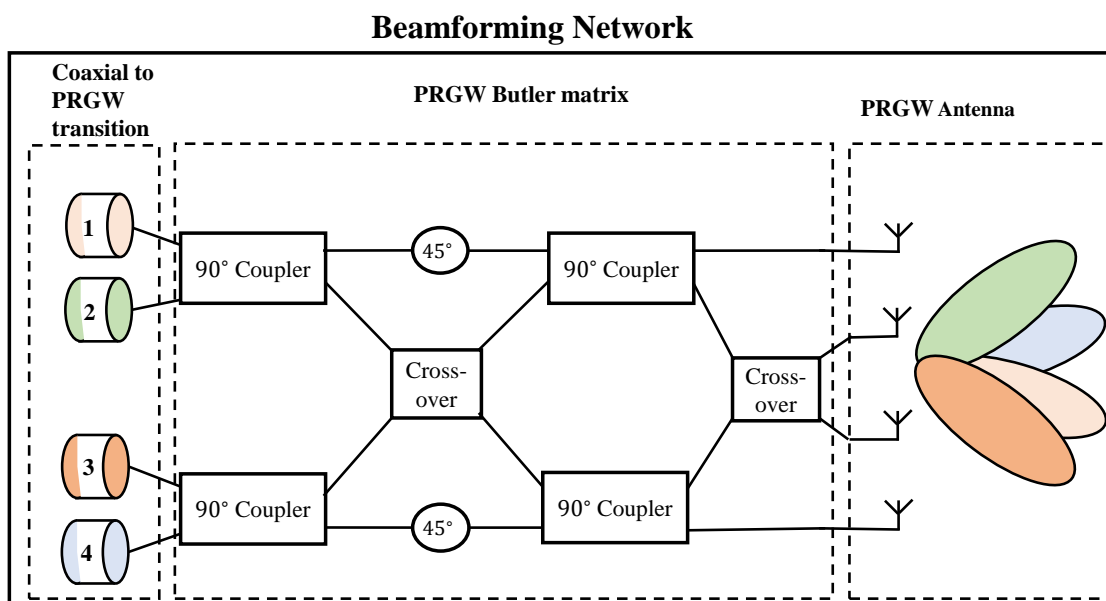 Beamforming Network
Coaxial to
PRGW
transition
PRGW Butler matrix
PRGW Antenna
1
2
3
4
90° Coupler
45°
90° Coupler
Cross-
over
Cross-
over
90° Coupler
45°
90° Coupler